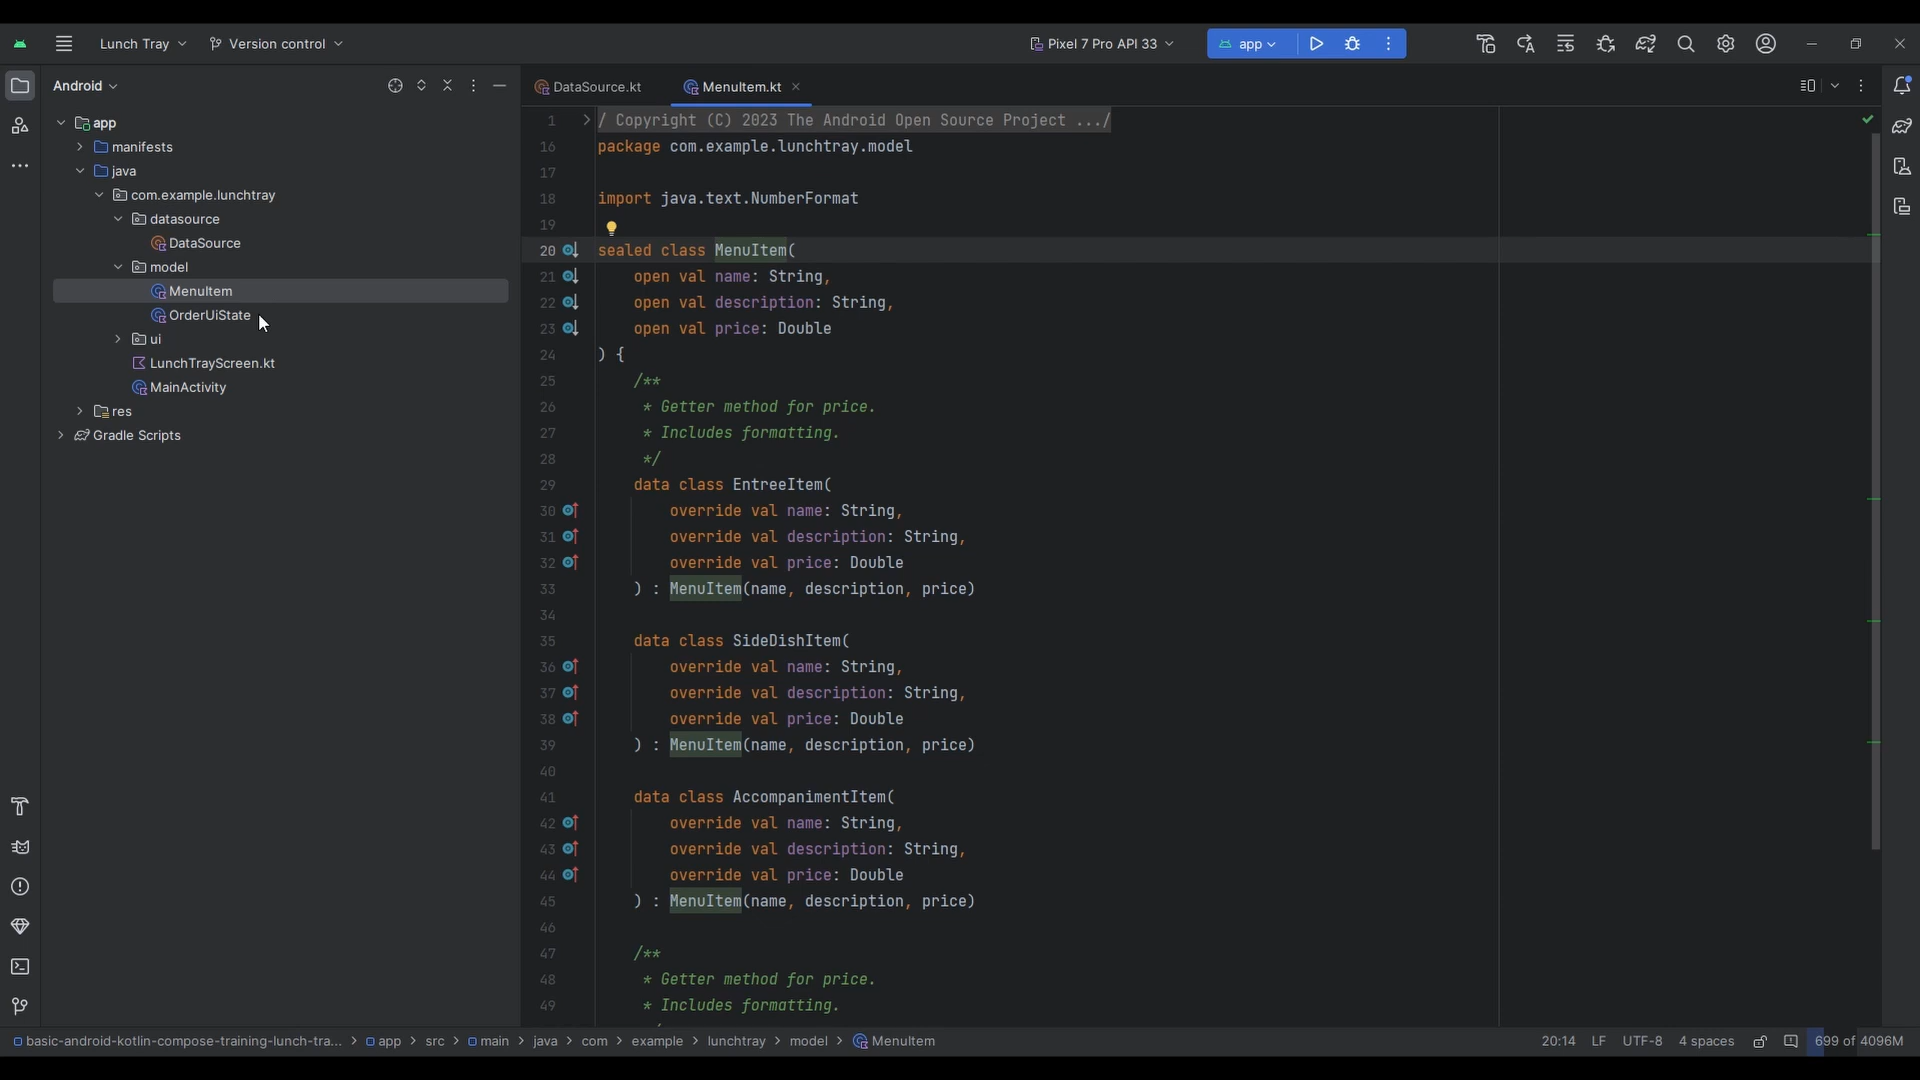 Lunch Tray
Version control
Pixel 7 Pro API 33
app
Android
DataSource.kt
MenuItem.kt
app
manifests
java
com.example.lunchtray
datasource
DataSource
model
MenuItem
OrderUiState
ui
LunchTrayScreen.kt
MainActivity
res
Gradle Scripts
1 / Copyright (C) 2023 The Android Open Source Project .../
16 package com.example.lunchtray.model
17
18 import java.text.NumberFormat
19
20 sealed class MenuItem(
21 open val name: String,
22 open val description: String,
23 open val price: Double
24 ) {
25 /**
26 * Getter method for price.
27 * Includes formatting.
28 */
29 data class EntreeItem(
30 override val name: String,
31 override val description: String,
32 override val price: Double
33 ) : MenuItem(name, description, price)
34
35 data class SideDishItem(
36 override val name: String,
37 override val description: String,
38 override val price: Double
39 ) : MenuItem(name, description, price)
40
41 data class AccompanimentItem(
42 override val name: String,
43 override val description: String,
44 override val price: Double
45 ) : MenuItem(name, description, price)
46
47 /**
48 * Getter method for price.
49 * Includes formatting.
basic-android-kotlin-compose-training-lunch-tra... > app > src > main > java > com > example > lunchtray > model > MenuItem
20:14 LF UTF-8 4 spaces 699 of 4096M